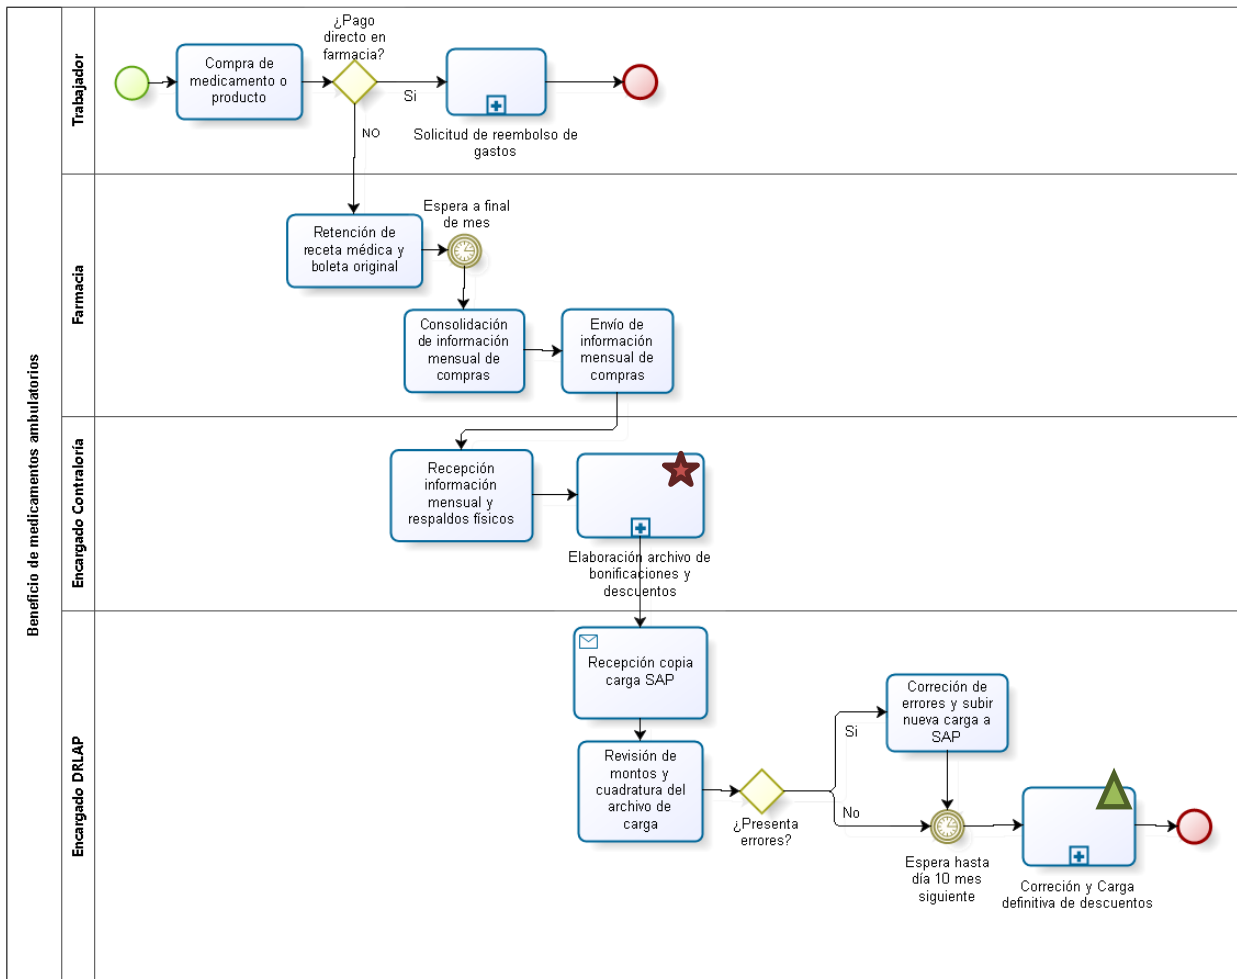 Beneficio de medicamentos ambulatorios
Trabajador
Compra de
medicamento o
producto
¿Pago
directo en
farmacia?
Si
NO
Solicitud de reembolso de
gastos
Farmacia
Retención de
receta médica y
boleta original
Espera a final
de mes
Consolidación
de información
mensual de
compras
Envío de
información
mensual de
compras
Encargado Contraloría
Recepción
información
mensual y
respaldos físicos
Elaboración archivo de
bonificaciones y
descuentos
Encargado DRLAP
Recepción copia
carga SAP
Revisión de
montos y
cuadratura del
archivo de
carga
¿Presenta
errores?
Si
No
Correción de
errores y subir
nueva carga a
SAP
Espera hasta
día 10 mes
siguiente
Correción y Carga
definitiva de descuentos